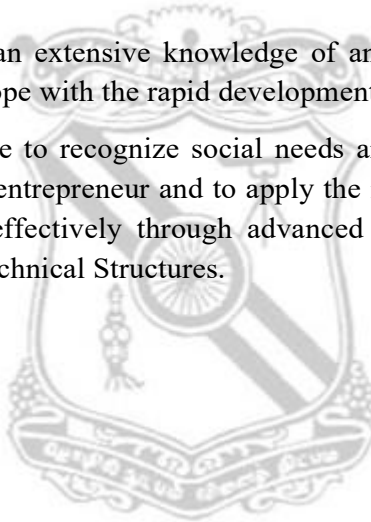 an extensive knowledge of an
ope with the rapid development
e to recognize social needs a
entrepreneur and to apply the
effectively through advanced
chnical Structures.